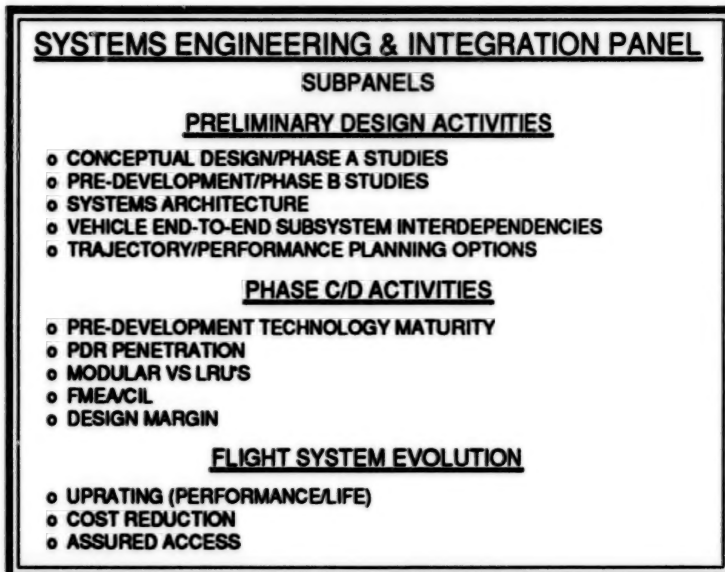 SYSTEMS ENGINEERING & INTEGRATION PANEL
SUBPANELS
PRELIMINARY DESIGN ACTIVITIES
o CONCEPTUAL DESIGN/PHASE A STUDIES
o PRE-DEVELOPMENT/PHASE B STUDIES
o SYSTEMS ARCHITECTURE
o VEHICLE END-TO-END SUBSYSTEM INTERDEPENDENCIES
o TRAJECTORY/PERFORMANCE PLANNING OPTIONS
PHASE C/D ACTIVITIES
o PRE-DEVELOPMENT TECHNOLOGY MATURITY
o PDR PENETRATION
o MODULAR VS LRU'S
o FMEA/CIL
o DESIGN MARGIN
FLIGHT SYSTEM EVOLUTION
o UPRATING (PERFORMANCE/LIFE)
o COST REDUCTION
o ASSURED ACCESS